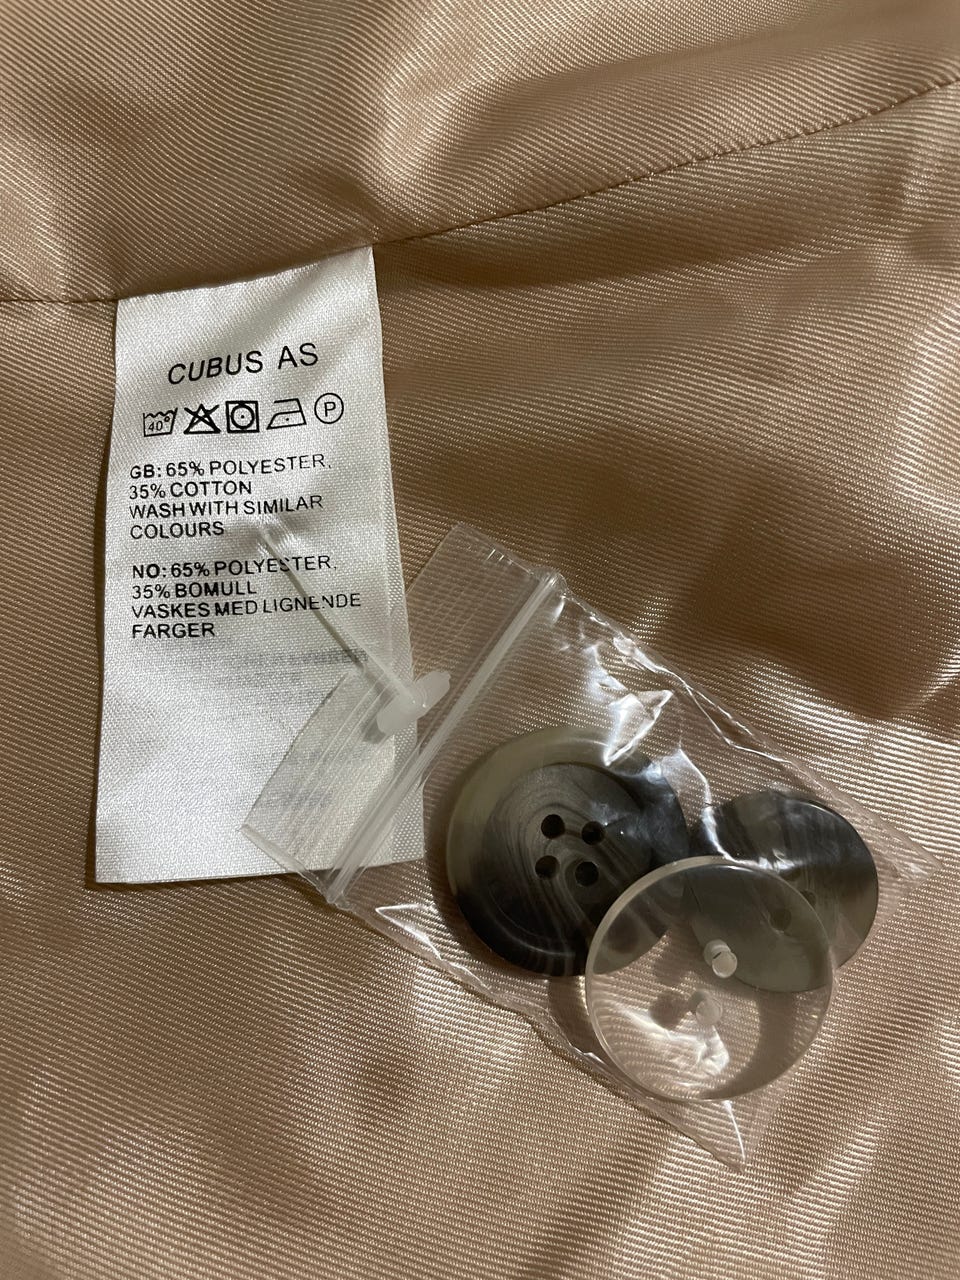 CUBUS AS
40°
P
GB: 65% POLYESTER,
35% COTTON
WASH WITH SIMILAR
COLOURS
NO: 65% POLYESTER,
35% BOMULL
VASKES MED LIGNENDE
FARGER